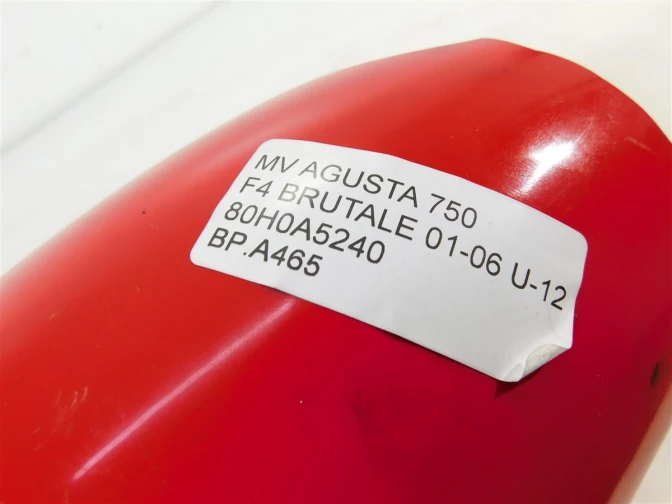 MV AGUSTA 750
F4 BRUTALE 01-06 U-12
80H0A5240
BP.A465